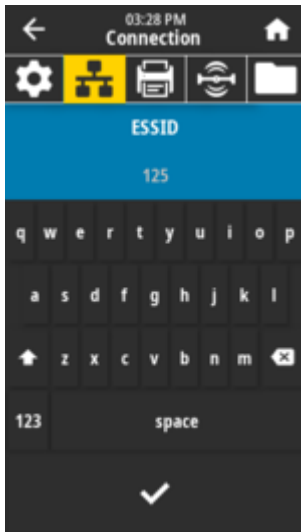 03:28 PM
Connection
ESSID
125
q w e r t y u i o p
a s d f g h j k l
z x c v b n m
123 space